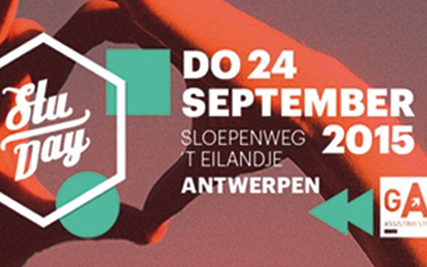 Stu
Day
DO 24
SEPTEMBER
SLOEPENWEG 2015
'T EILANDJE
ANTWERPEN
GA